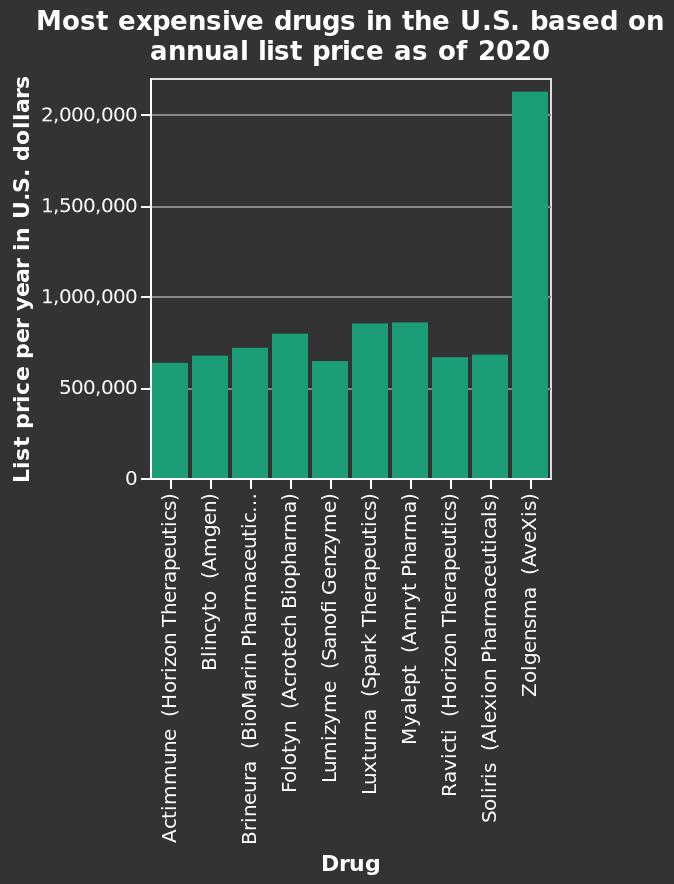 Most expensive drugs in the U.S. based on
annual list price as of 2020
List price per year in U.S. dollars
2,000,000
1,500,000
1,000,000
500,000
0
Actimmune (Horizon Therapeutics)
Blincyto (Amgen)
Brineura (BioMarin Pharmaceutic...
Folotyn (Acrotech Biopharma)
Lumizyme (Sanofi Genzyme)
Luxturna (Spark Therapeutics)
Myalept (Amryt Pharma)
Ravicti (Horizon Therapeutics)
Soliris (Alexion Pharmaceuticals)
Zolgensma (AveXis)
Drug